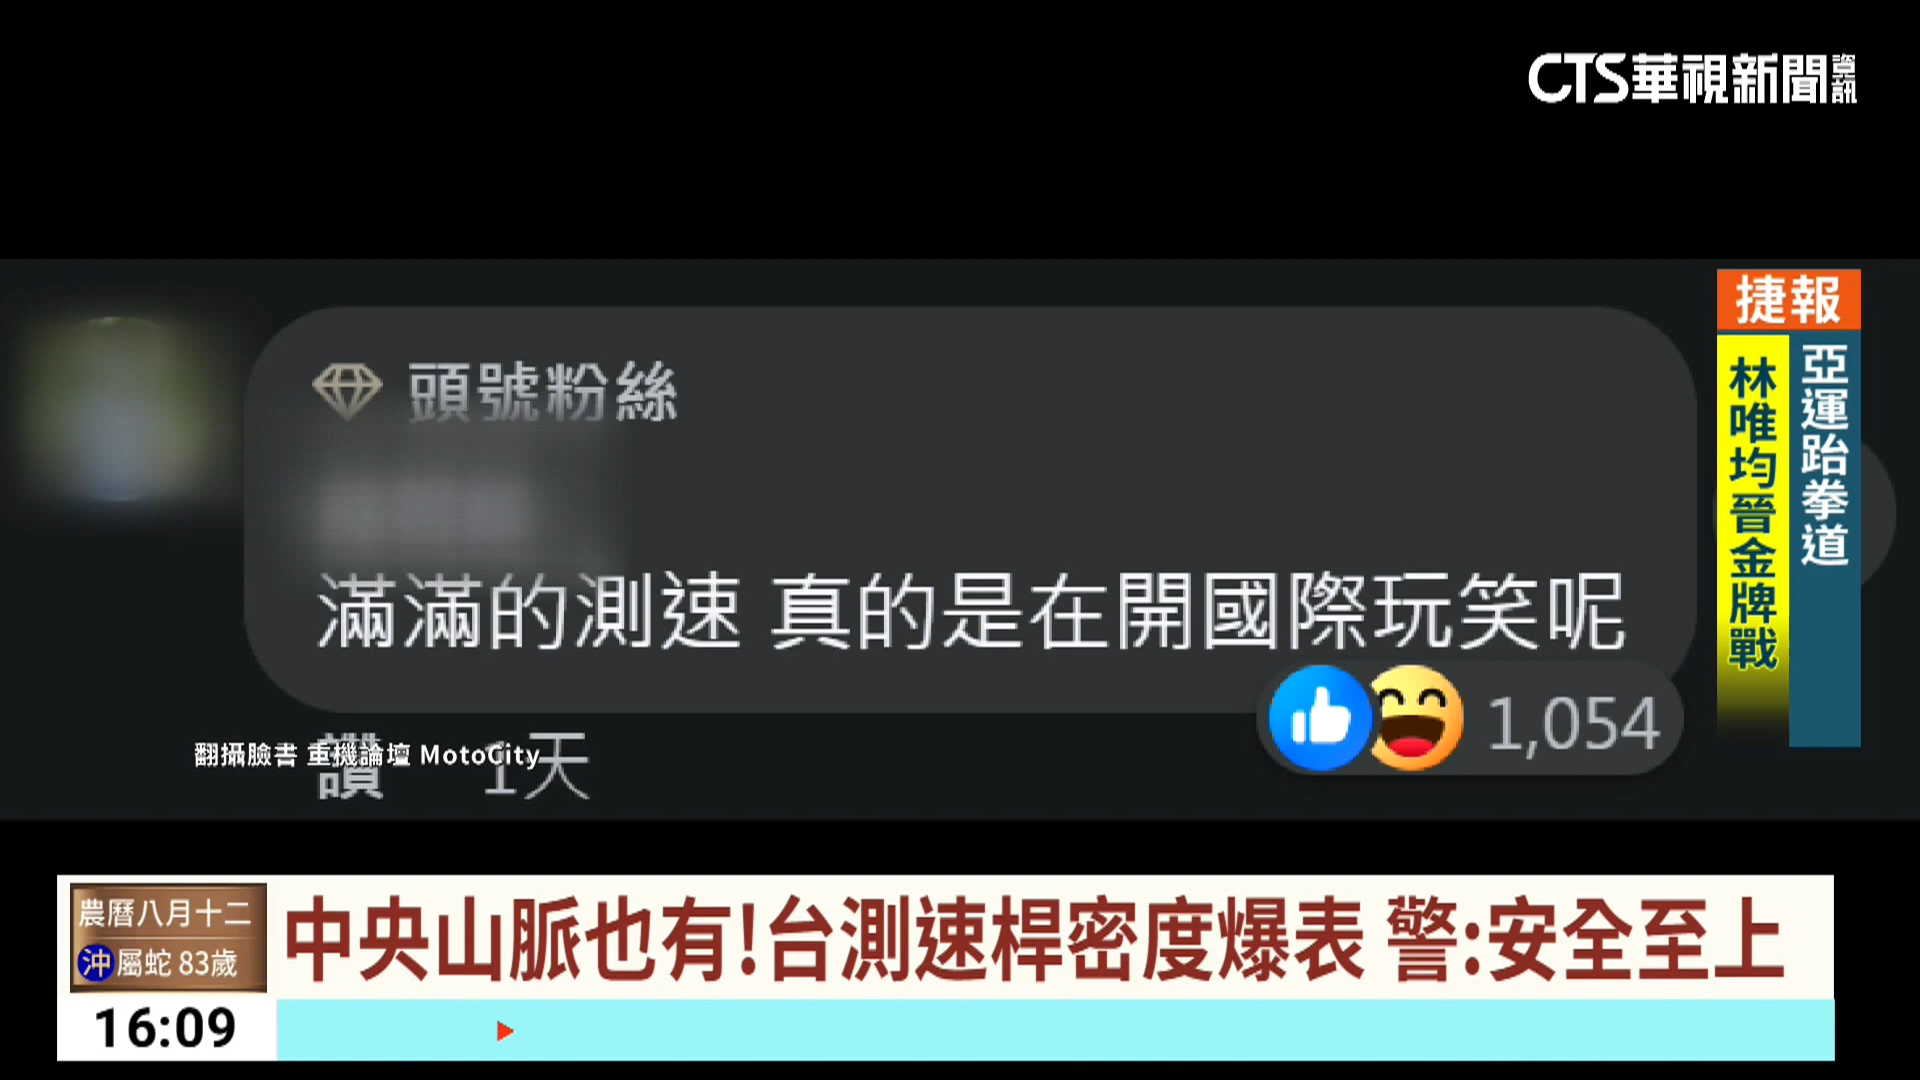 CTS華視新聞資訊
捷報
亞運跆拳道
林唯均晉金牌戰
頭號粉絲
滿滿的測速 真的是在開國際玩笑呢
1,054
讚 1天
翻攝臉書 重機論壇 MotoCity
農曆八月十二
沖屬蛇 83歲
中央山脈也有!台測速桿密度爆表 警:安全至上
16:09